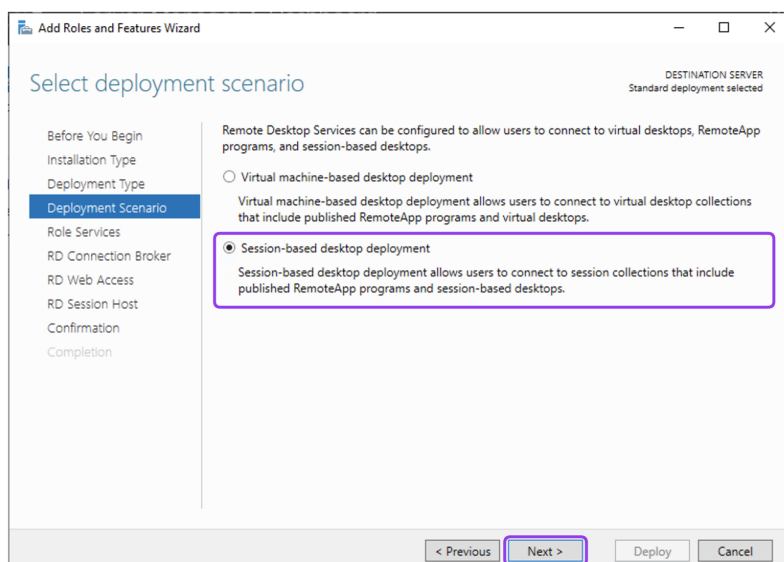 Add Roles and Features Wizard
Select deployment scenario
DESTINATION SERVER
Standard deployment selected
Before You Begin
Installation Type
Deployment Type
Deployment Scenario
Role Services
RD Connection Broker
RD Web Access
RD Session Host
Confirmation
Completion
Remote Desktop Services can be configured to allow users to connect to virtual desktops, RemoteApp
programs, and session-based desktops.
Virtual machine-based desktop deployment
Virtual machine-based desktop deployment allows users to connect to virtual desktop collections
that include published RemoteApp programs and virtual desktops.
Session-based desktop deployment
Session-based desktop deployment allows users to connect to session collections that include
published RemoteApp programs and session-based desktops.
< Previous
Next >
Deploy
Cancel